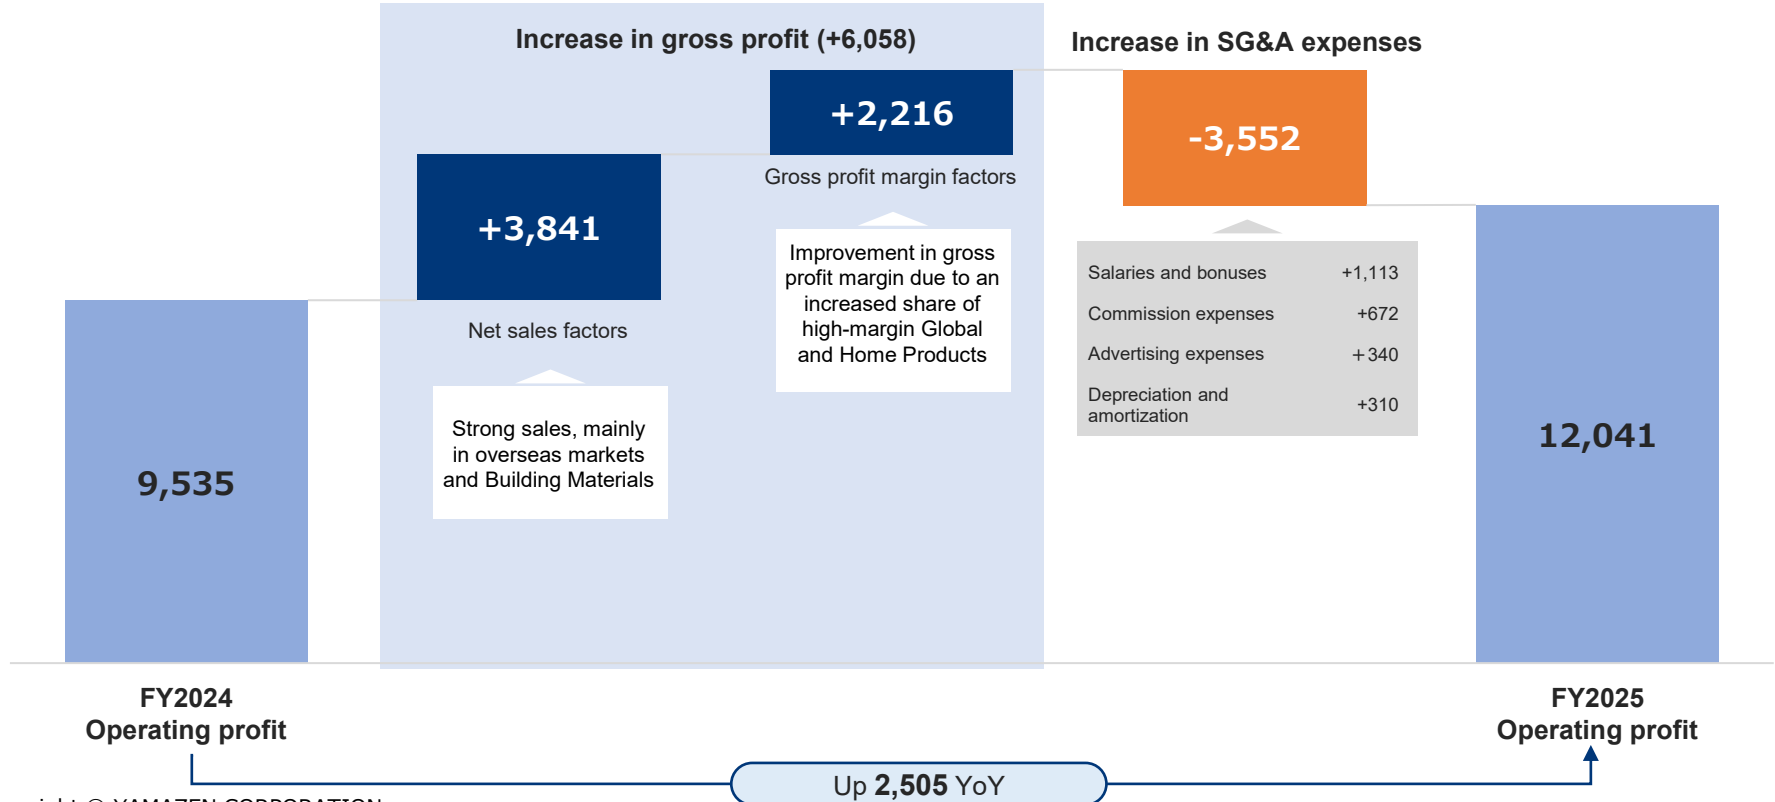 Increase in gross profit (+6,058)
Increase in SG&A expenses
+2,216
-3,552
Gross profit margin factors
+3,841
Net sales factors
Improvement in gross
profit margin due to an
increased share of
high-margin Global
and Home Products
Salaries and bonuses +1,113
Commission expenses +672
Advertising expenses +340
Depreciation and
amortization +310
Strong sales, mainly
in overseas markets
and Building Materials
9,535
12,041
FY2024
Operating profit
FY2025
Operating profit
Up 2,505 YoY
© YAMAZEN CORPORATION